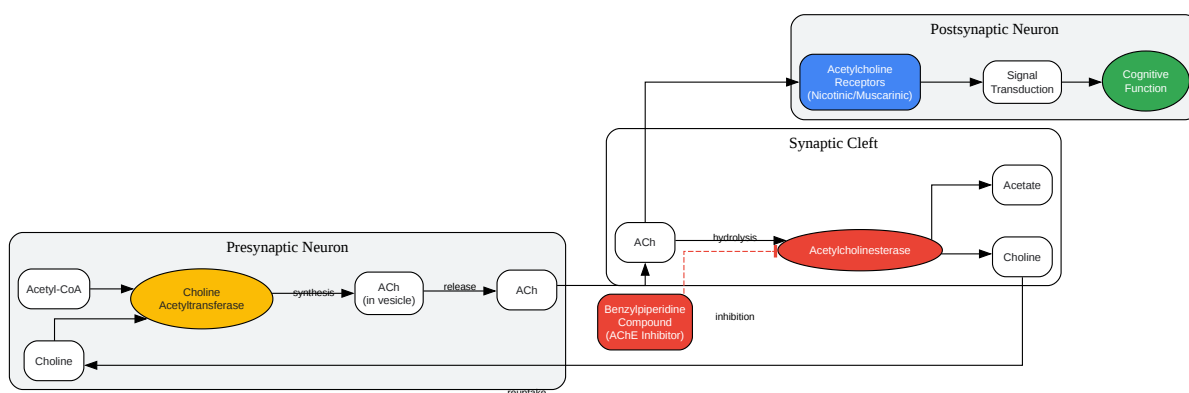 Postsynaptic Neuron
Acetylcholine
Receptors
(Nicotinic/Muscarinic)
Signal
Transduction
Cognitive
Function
Synaptic Cleft
Acetate
ACh
hydrolysis
Acetylcholinesterase
Choline
Presynaptic Neuron
Acetyl-CoA
Choline
Acetyltransferase
synthesis
ACh
(in vesicle)
release
ACh
Benzylpiperidine
Compound
(AChE Inhibitor)
inhibition
Choline
reuptake